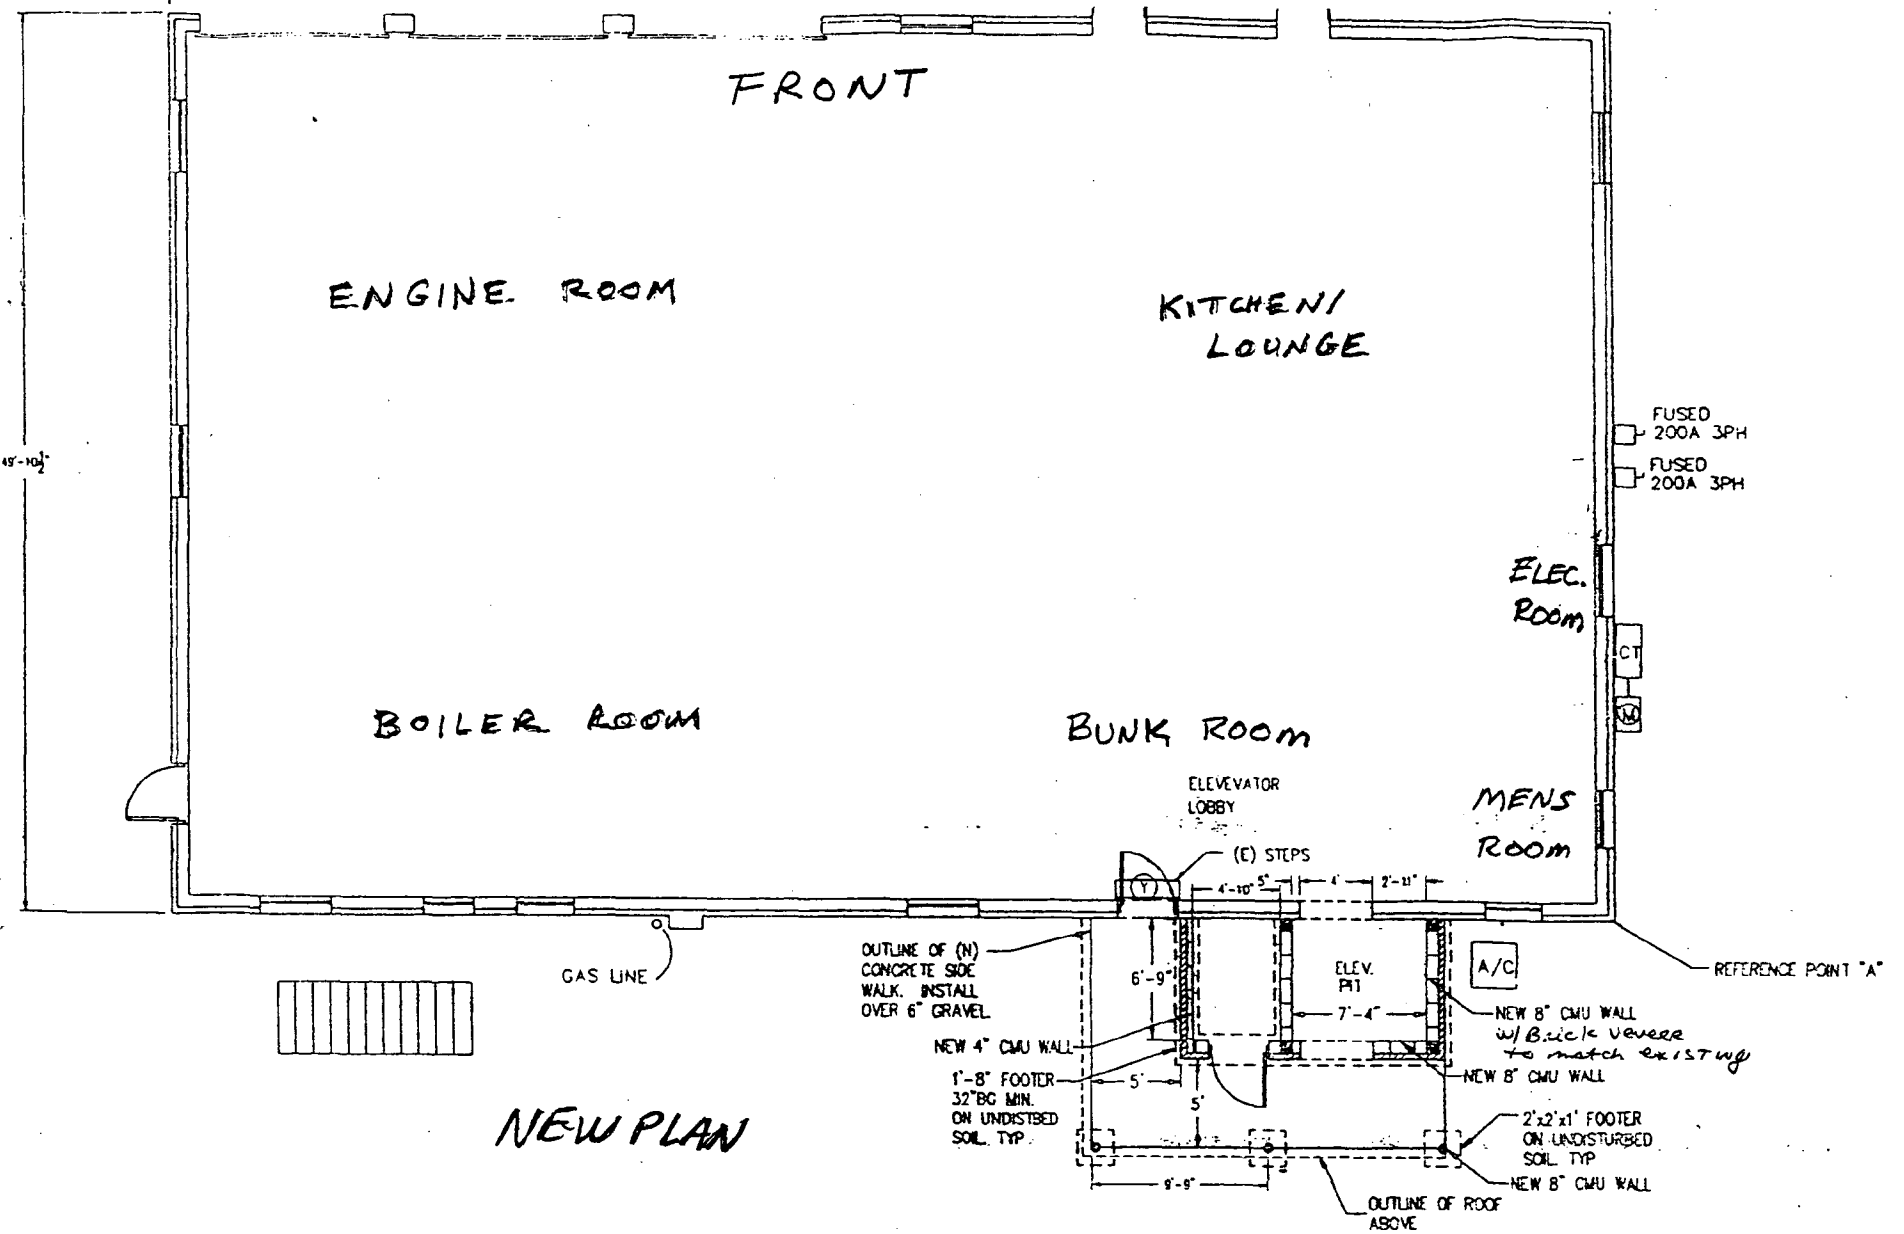 FRONT
ENGINE ROOM
KITCHEN/
LOUNGE
FUSED
200A 3PH
FUSED
200A 3PH
49'-10½"
ELEC.
ROOM
CT
M
BOILER ROOM
BUNK ROOM
ELEVEVATOR
LOBBY
MENS
ROOM
(E) STEPS
Y
4'-10"
5"
4'
2'-11"
GAS LINE
OUTLINE OF (N)
CONCRETE SIDE
WALK. INSTALL
OVER 6" GRAVEL
6'-9"
ELEV.
PIT
7'-4"
A/C
REFERENCE POINT "A"
NEW 8" CMU WALL
w/ Brick Veneer
to match existing
NEW 4" CMU WALL
NEW 8" CMU WALL
1'-8" FOOTER
32"BG MIN.
ON UNDISTBED
SOIL TYP.
5'
5'
NEW PLAN
2'x2'x1' FOOTER
ON UNDISTURBED
SOIL TYP
NEW 8" CMU WALL
9'-9"
OUTLINE OF ROOF
ABOVE